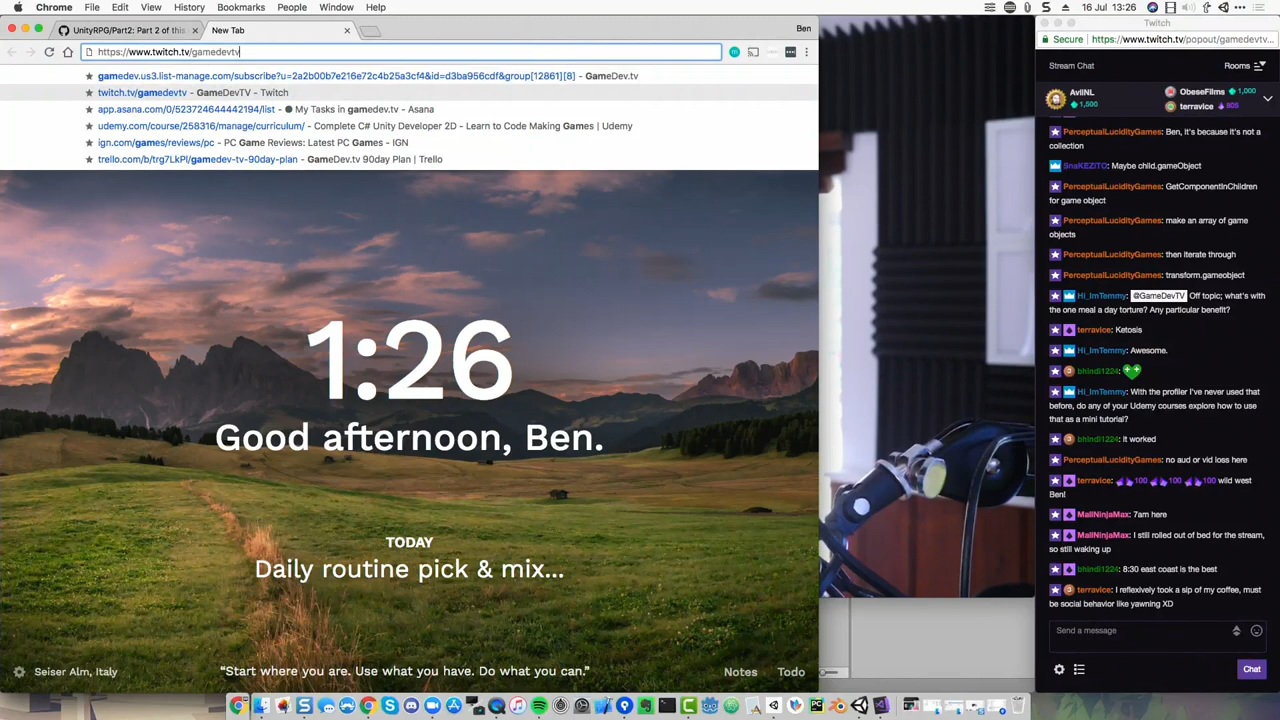 Chrome File Edit View History Bookmarks People Window Help
16 Jul 13:26
UnityRPG/Part2: Part 2 of this
New Tab
Ben
https://www.twitch.tv/gamedevtv
gamedev.us3.list-manage.com/subscribe?u=2a2b00b7e216e72c4b25a3cf4&id=d3ba956cdf&group[12861][8] - GameDev.tv
twitch.tv/gamedevtv - GameDevTV - Twitch
app.asana.com/0/523724644442194/list - ● My Tasks in gamedev.tv - Asana
udemy.com/course/258316/manage/curriculum/ - Complete C# Unity Developer 2D - Learn to Code Making Games | Udemy
ign.com/games/reviews/pc - PC Game Reviews: Latest PC Games - IGN
trello.com/b/trg7LkPl/gamedev-tv-90day-plan - GameDev.tv 90day Plan | Trello
1:26
Good afternoon, Ben.
TODAY
Daily routine pick & mix...
Seiser Alm, Italy
“Start where you are. Use what you have. Do what you can.”
Notes
Todo
Twitch
Secure
https://www.twitch.tv/popout/gamedevtv...
Stream Chat
Rooms
AvilNL
1,500
ObeseFilms 1,000
terravice 805
PerceptualLucidityGames: Ben, it's because it's not a
collection
SnaKEZITO: Maybe child.gameObject
PerceptualLucidityGames: GetComponentInChildren
for game object
PerceptualLucidityGames: make an array of game
objects
PerceptualLucidityGames: then iterate through
PerceptualLucidityGames: transform.gameobject
Hi_ImTemmy: @GameDevTV Off topic; what's with
the one meal a day torture? Any particular benefit?
terravice: Ketosis
Hi_ImTemmy: Awesome.
bhindi1224:
Hi_ImTemmy: With the profiler I've never used that
before, do any of your Udemy courses explore how to use
that as a mini tutorial?
bhindi1224: it worked
PerceptualLucidityGames: no aud or vid loss here
terravice: 100 100 100 wild west
Ben!
MallNinjaMax: 7am here
MallNinjaMax: I still rolled out of bed for the stream,
so still waking up
bhindi1224: 8:30 east coast is the best
terravice: I reflexively took a sip of my coffee, must
be social behavior like yawning XD
Send a message
Chat